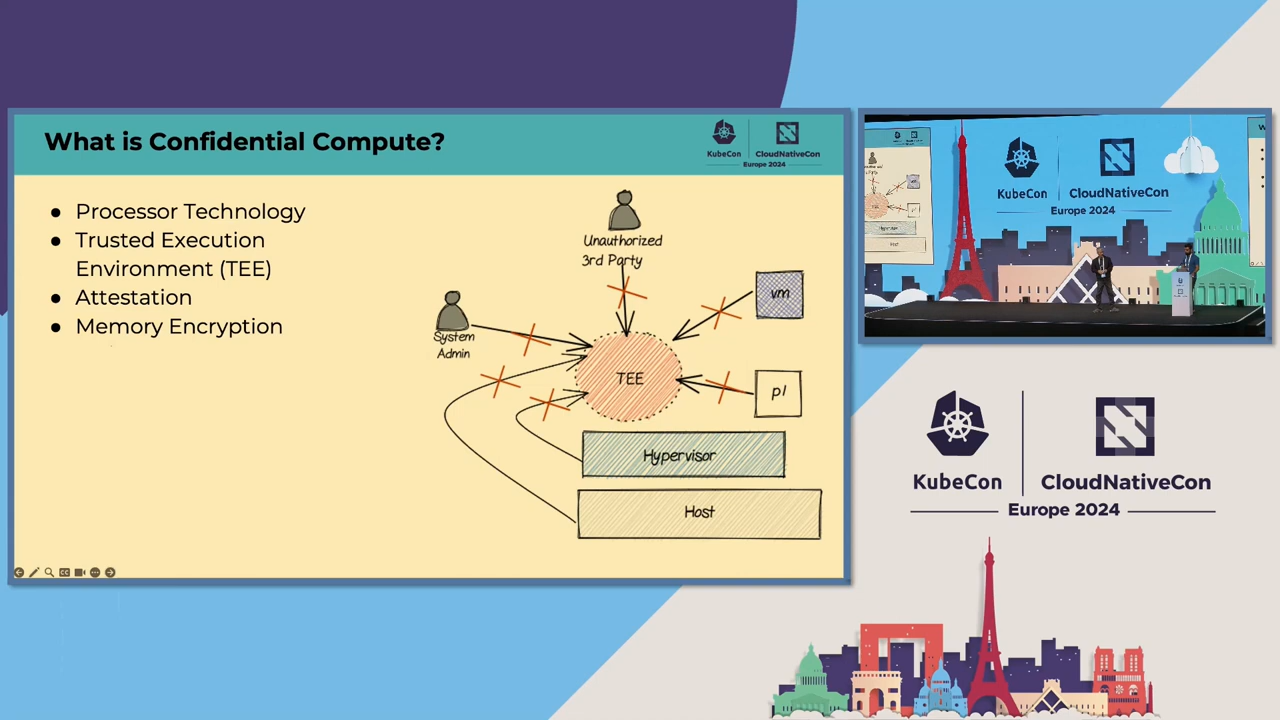 What is Confidential Compute?
KubeCon
CloudNativeCon
Europe 2024
● Processor Technology
● Trusted Execution
Environment (TEE)
● Attestation
● Memory Encryption
Unauthorized
3rd Party
vm
System
Admin
TEE
p1
Hypervisor
Host
KubeCon
CloudNativeCon
Europe 2024
KubeCon
CloudNativeCon
Europe 2024